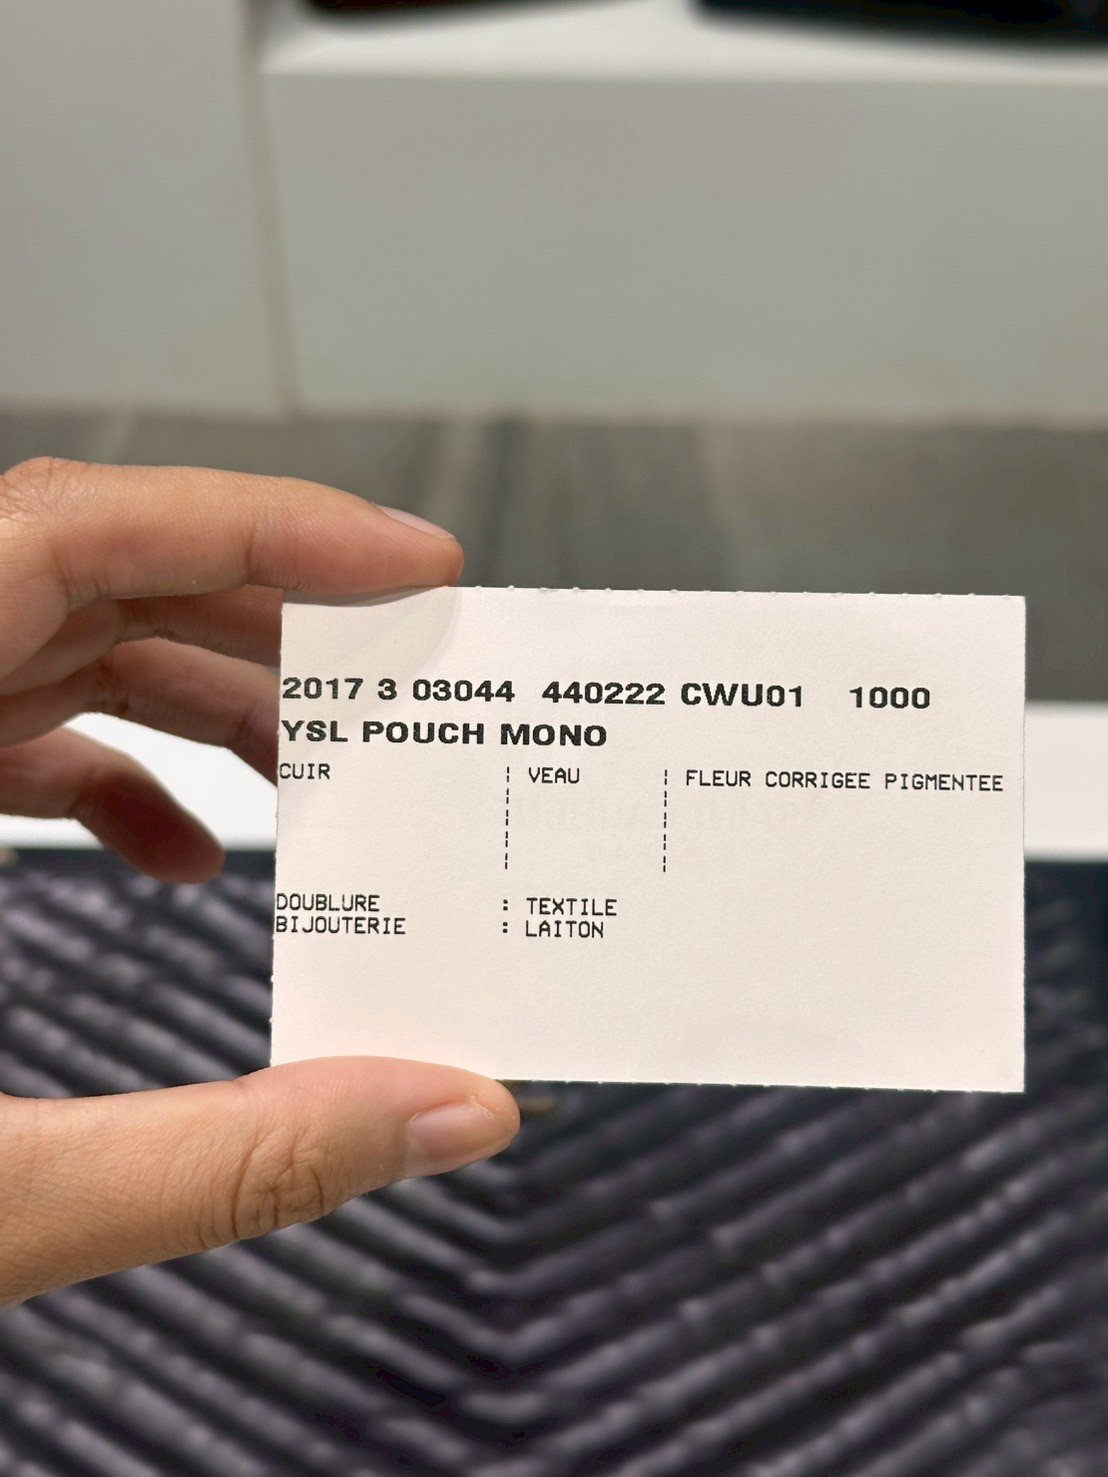 2017 3 03044 440222 CWU01 1000
YSL POUCH MONO
CUIR ¦ VEAU ¦ FLEUR CORRIGEE PIGMENTEE
DOUBLURE : TEXTILE
BIJOUTERIE : LAITON